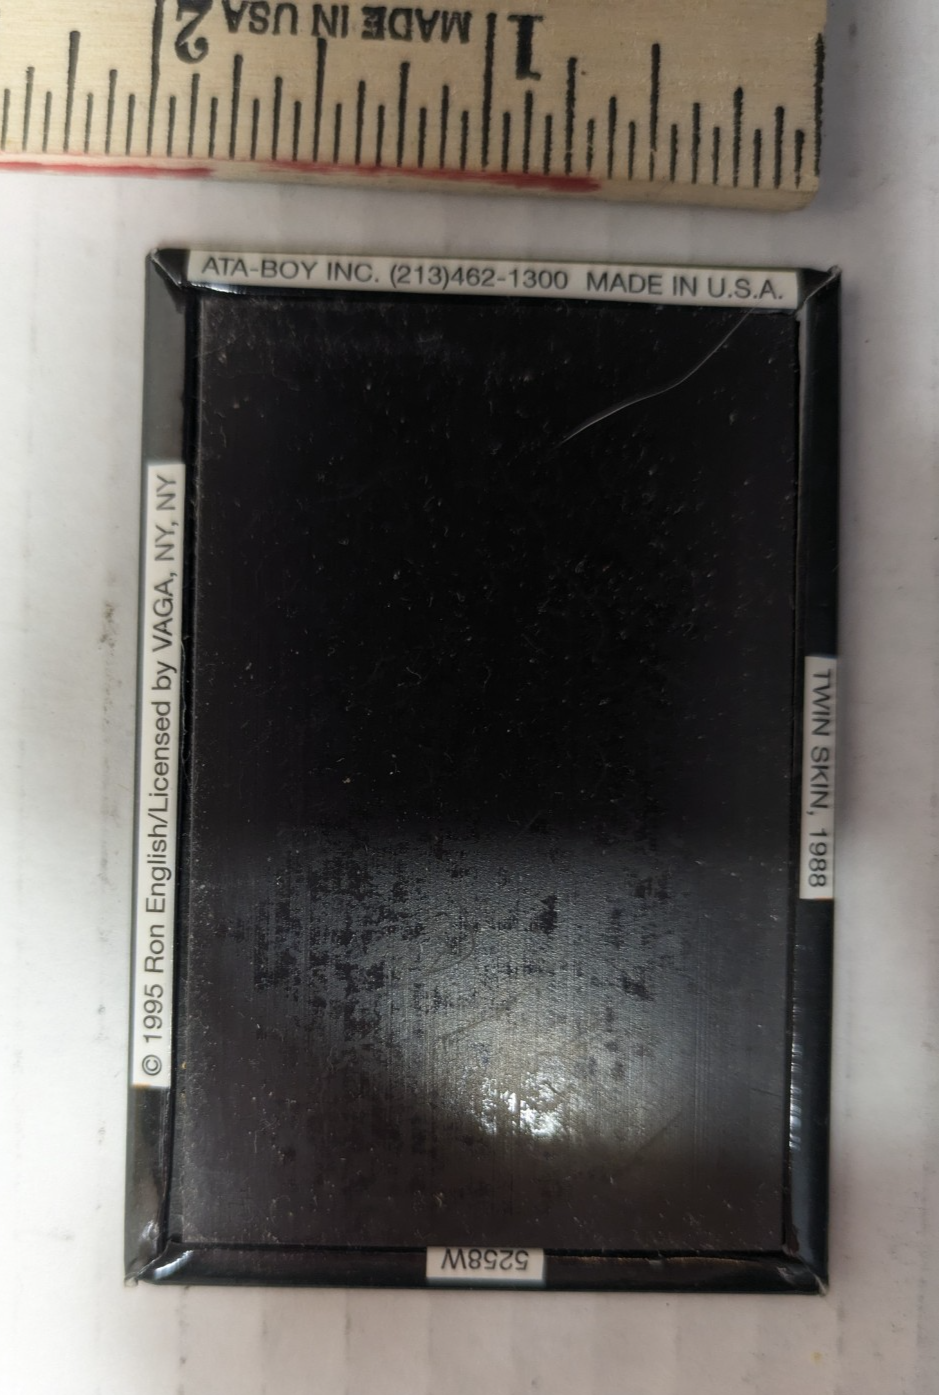 1
MADE IN USA
2
ATA-BOY INC. (213)462-1300 MADE IN U.S.A.
© 1995 Ron English/Licensed by VAGA, NY, NY
TWIN SKIN, 1988
5258W